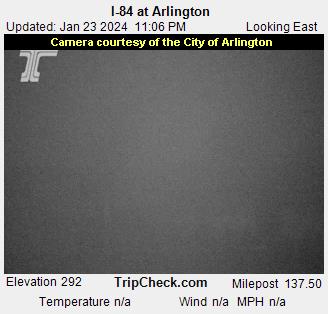 I-84 at Arlington
Updated: Jan 23 2024 11:06 PM Looking East
Camera courtesy of the City of Arlington
Elevation 292 TripCheck.com Milepost 137.50
Temperature n/a Wind n/a MPH n/a